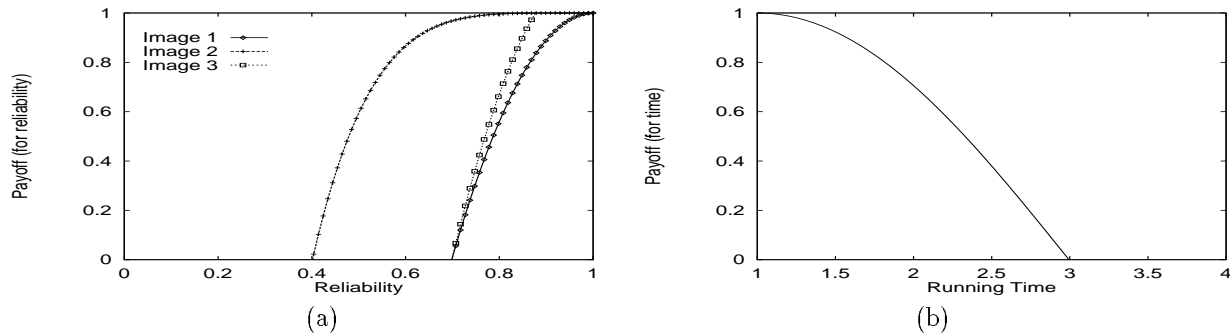 Payoff (for reliability)
1
0.8
0.6
0.4
0.2
0
Image 1
Image 2
Image 3
0
0.2
0.4
0.6
0.8
1
Reliability
(a)
Payoff (for time)
1
0.8
0.6
0.4
0.2
0
1
1.5
2
2.5
3
3.5
4
Running Time
(b)